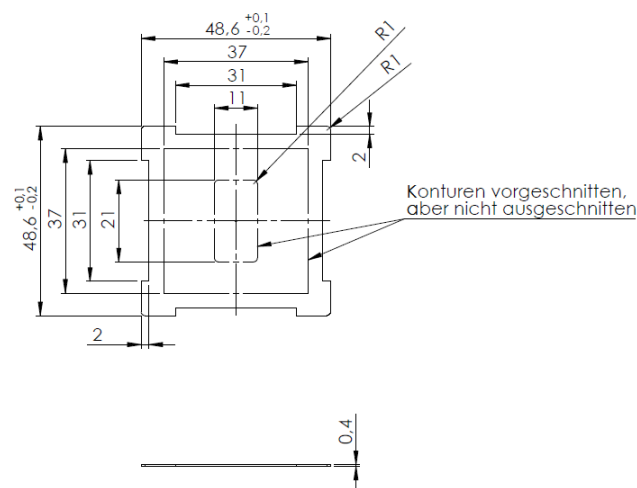 48,6 +0,1 -0,2
37
31
11
R1
R1
2
48,6 +0,1 -0,2
37
31
21
Konturen vorgeschnitten,
aber nicht ausgeschnitten
2
0,4